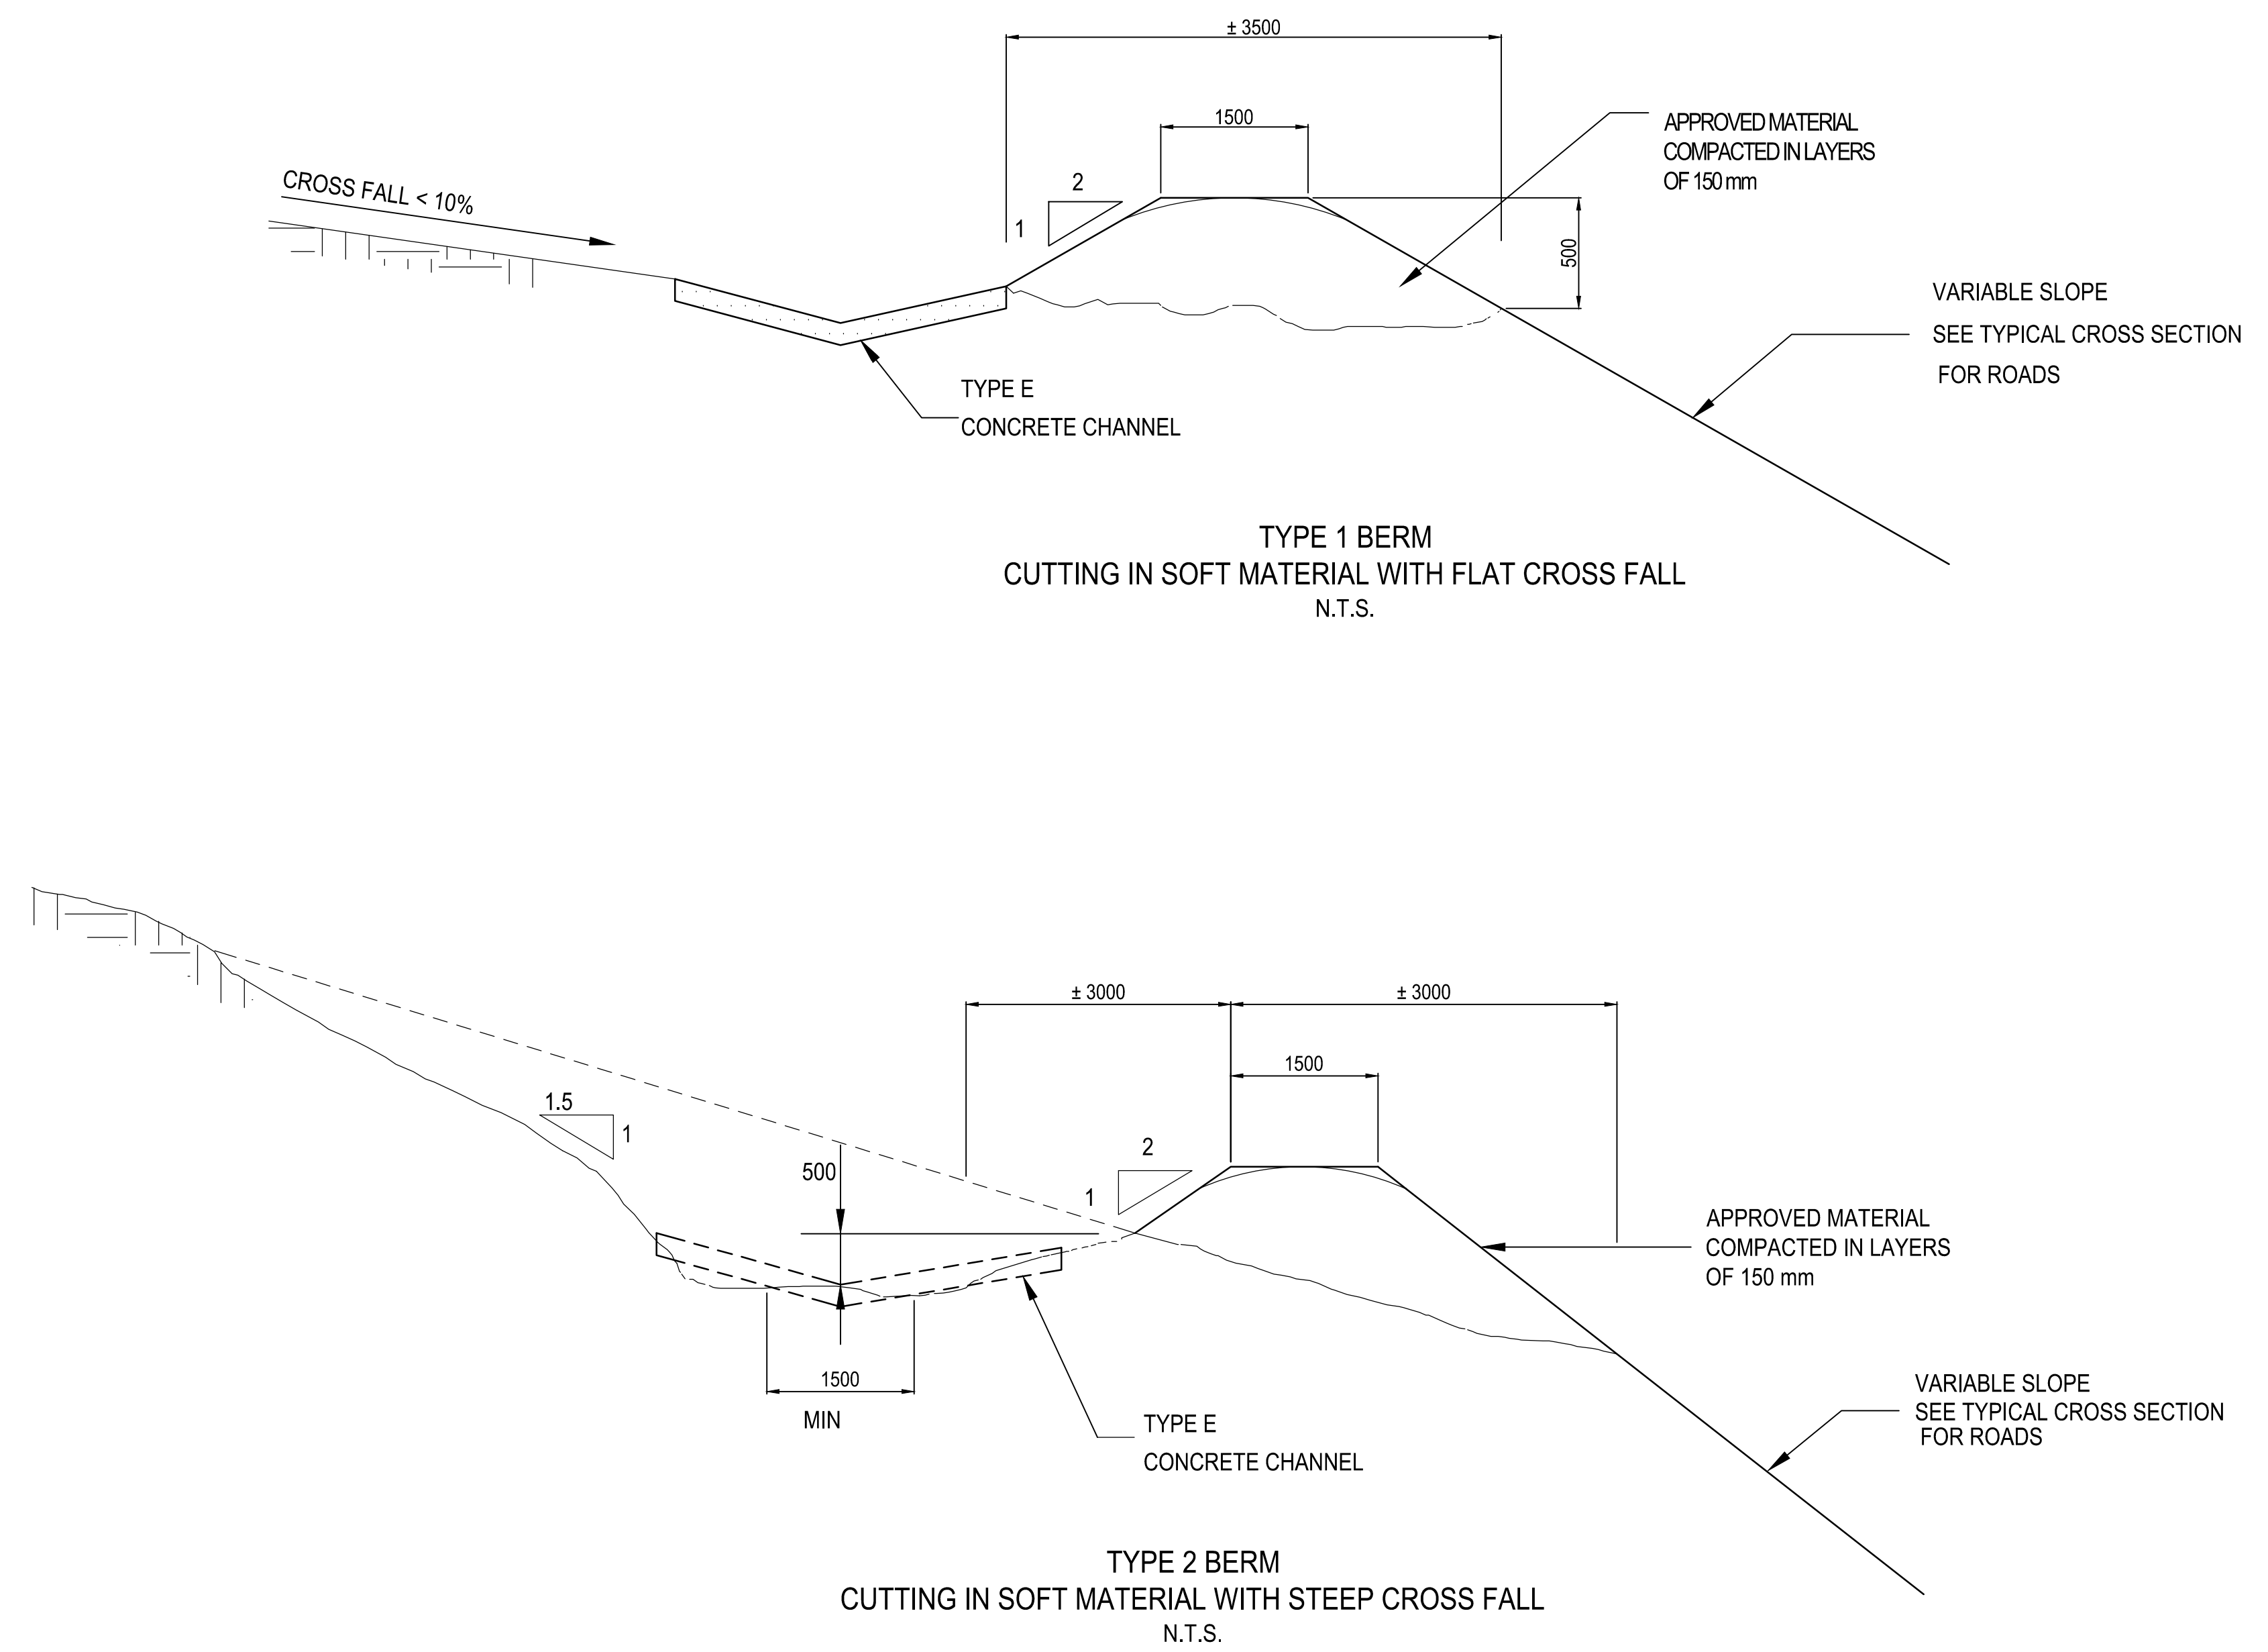 ± 3500
1500
APPROVED MATERIAL
COMPACTED IN LAYERS
OF 150 mm
CROSS FALL < 10%
2
1
500
VARIABLE SLOPE
SEE TYPICAL CROSS SECTION
FOR ROADS
TYPE E
CONCRETE CHANNEL
TYPE 1 BERM
CUTTING IN SOFT MATERIAL WITH FLAT CROSS FALL
N.T.S.
± 3000
± 3000
1500
1.5
1
2
1
500
APPROVED MATERIAL
COMPACTED IN LAYERS
OF 150 mm
1500
MIN
TYPE E
CONCRETE CHANNEL
VARIABLE SLOPE
SEE TYPICAL CROSS SECTION
FOR ROADS
TYPE 2 BERM
CUTTING IN SOFT MATERIAL WITH STEEP CROSS FALL
N.T.S.